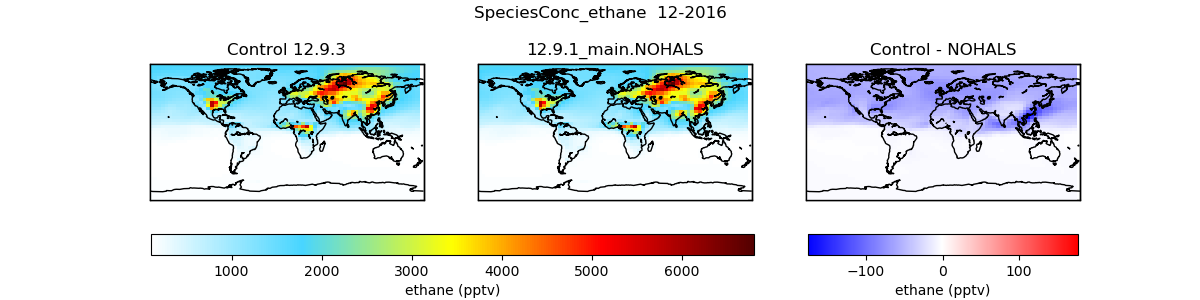 SpeciesConc_ethane  12-2016
Control 12.9.3
12.9.1_main.NOHALS
Control - NOHALS
1000 2000 3000 4000 5000 6000
ethane (pptv)
−100 0 100
ethane (pptv)